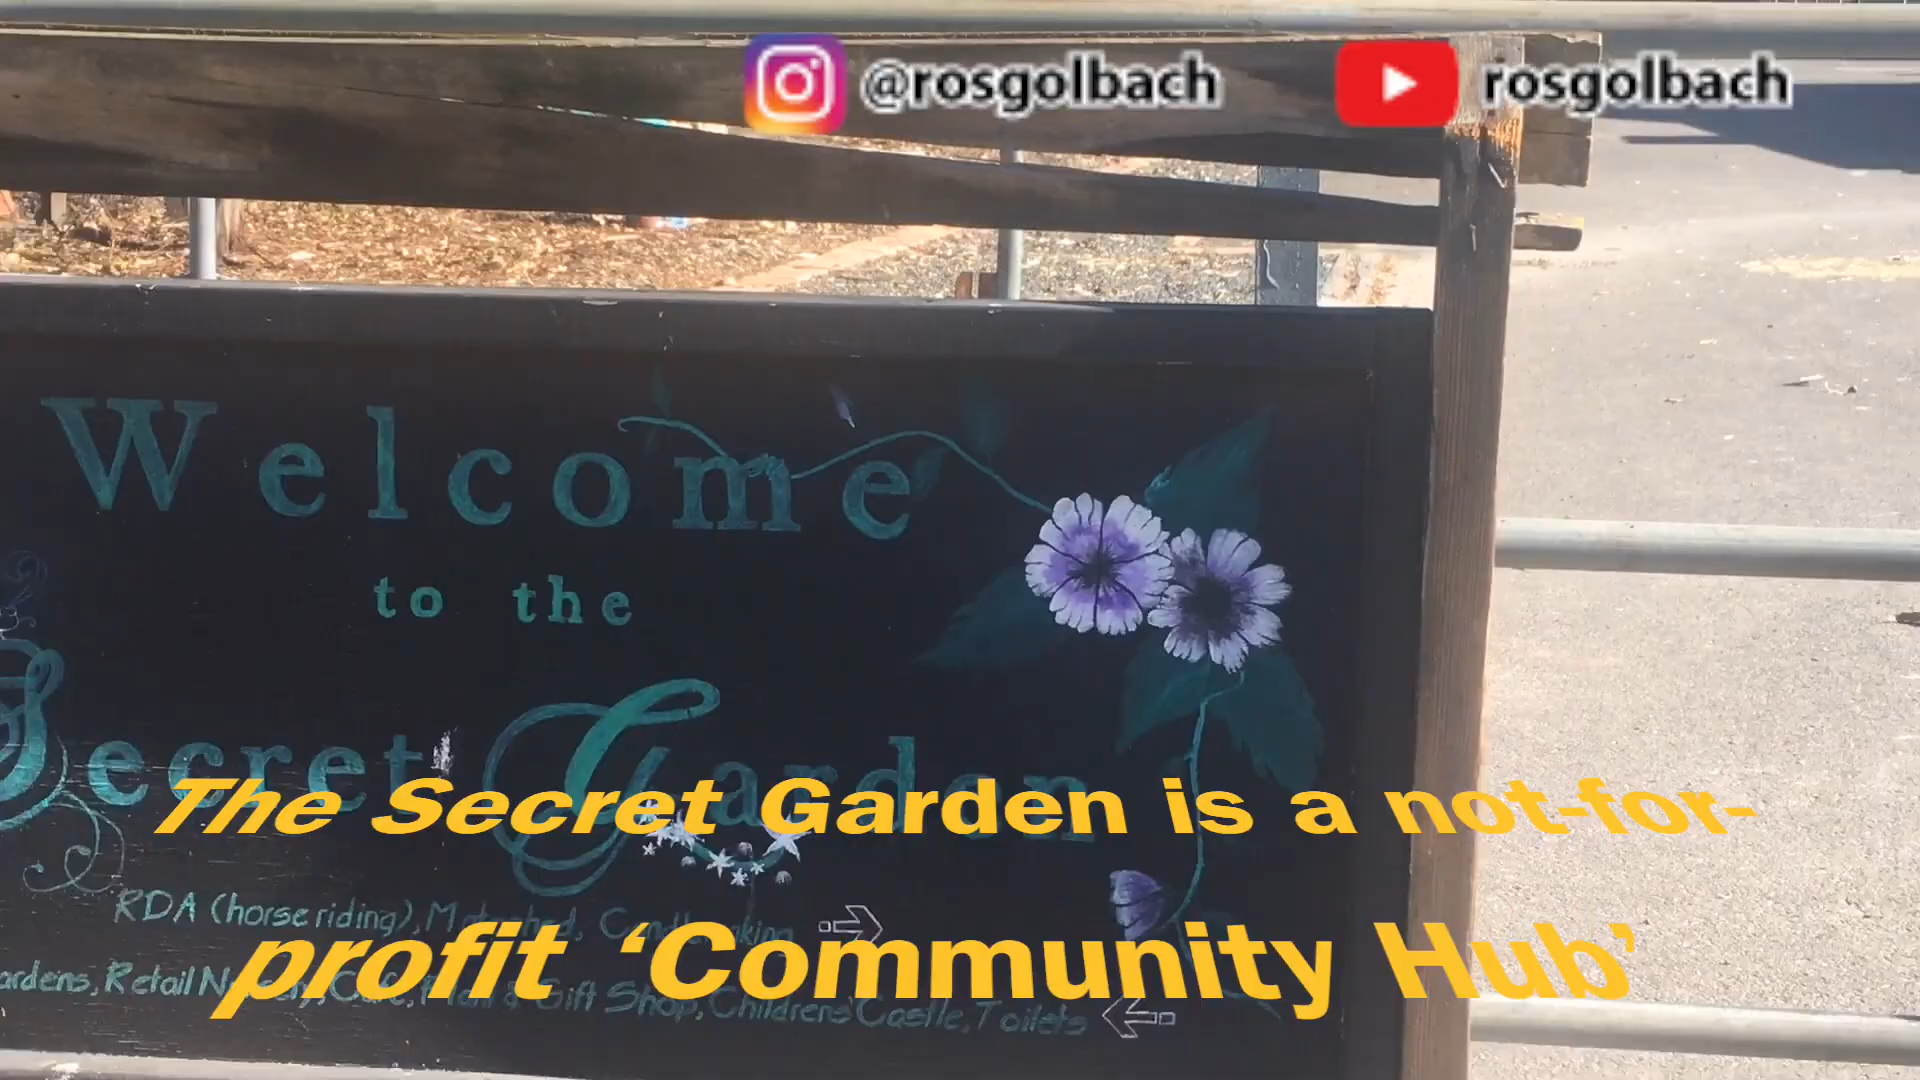 @rosgolbach
rosgolbach
Welcome
to the
Secret Garden
The Secret Garden is a not-for-
RDA (horse riding),
profit ‘Community Hub’
Retail Gift Shop, Childrens Castle, Toilets